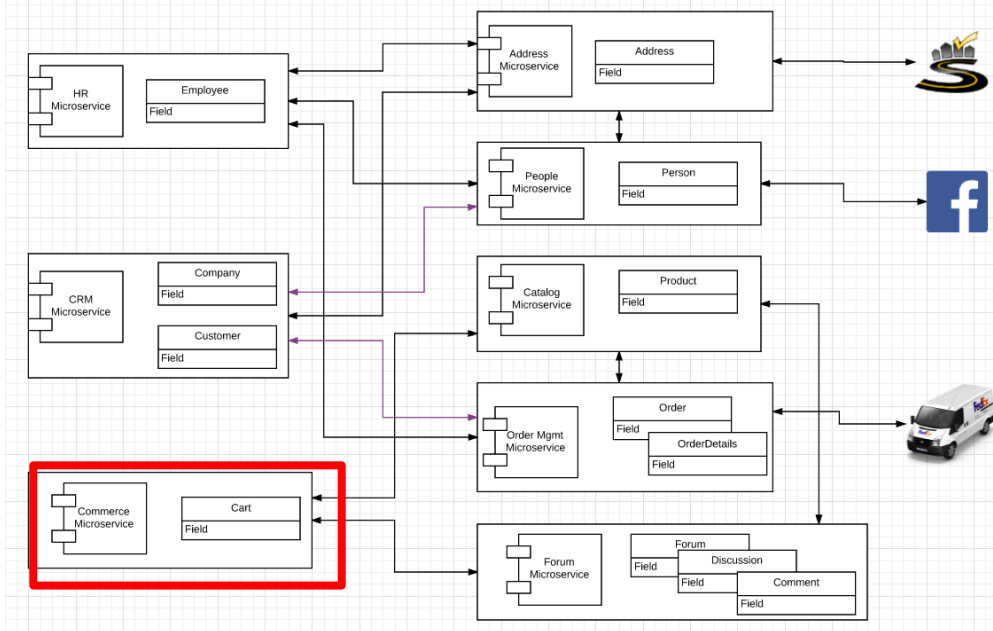 HR
Microservice
Employee
Field
Address
Microservice
Address
Field
People
Microservice
Person
Field
CRM
Microservice
Company
Field
Customer
Field
Catalog
Microservice
Product
Field
Order Mgmt
Microservice
Order
Field
OrderDetails
Field
FedEx
Commerce
Microservice
Cart
Field
Forum
Microservice
Forum
Field
Discussion
Field
Comment
Field